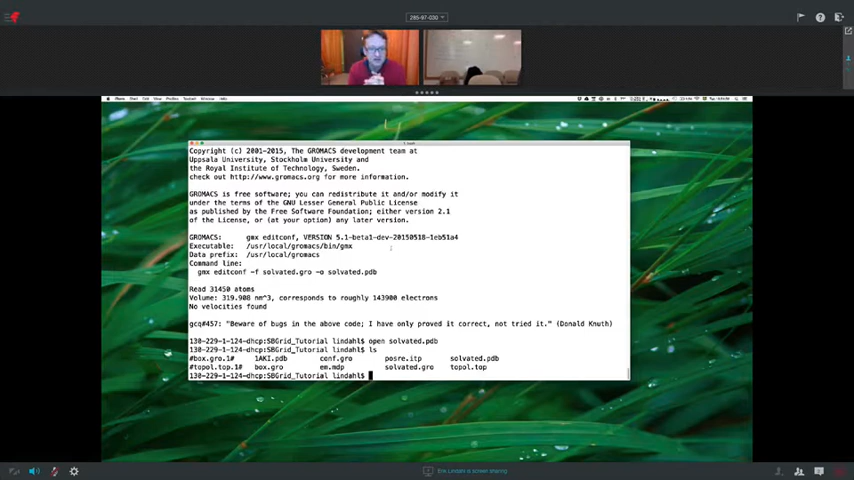 285-97-030
Copyright (c) 2001-2015, The GROMACS development team at
Uppsala University, Stockholm University and
the Royal Institute of Technology, Sweden.
check out http://www.gromacs.org for more information.
GROMACS is free software; you can redistribute it and/or modify it
under the terms of the GNU Lesser General Public License
as published by the Free Software Foundation; either version 2.1
of the License, or (at your option) any later version.
GROMACS: gmx editconf, VERSION 5.1-beta1-dev-20150518-1eb51a4
Executable: /usr/local/gromacs/bin/gmx
Data prefix: /usr/local/gromacs
Command line:
gmx editconf -f solvated.gro -o solvated.pdb
Read 31450 atoms
Volume: 319.908 nm^3, corresponds to roughly 143900 electrons
No velocities found
gcq#457: "Beware of bugs in the above code; I have only proved it correct, not tried it." (Donald Knuth)
130-229-1-124-dhcp:SBGrid_Tutorial lindahl$ open solvated.pdb
130-229-1-124-dhcp:SBGrid_Tutorial lindahl$ ls
#box.gro.1# 1AKI.pdb conf.gro posre.itp solvated.pdb
#topol.top.1# box.gro em.mdp solvated.gro topol.top
130-229-1-124-dhcp:SBGrid_Tutorial lindahl$
Erik Lindahl is screen sharing